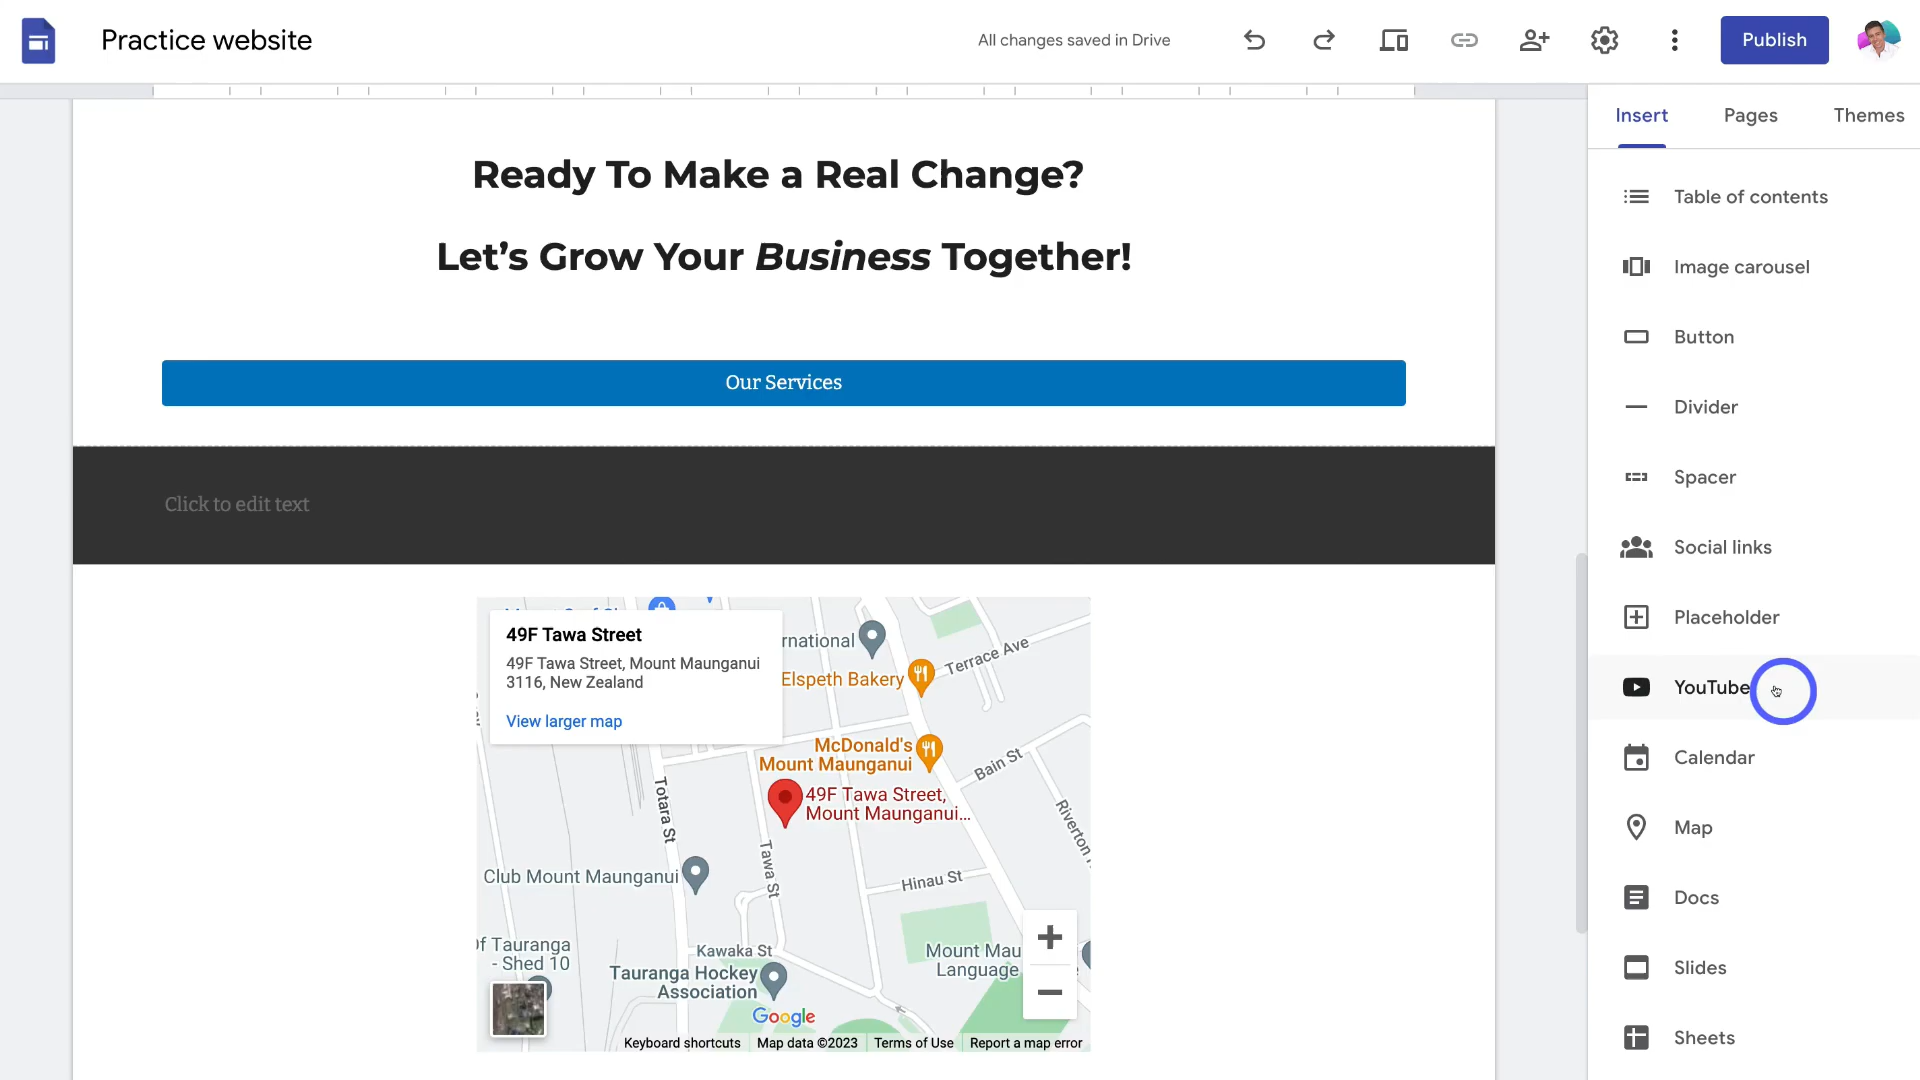 Practice website
All changes saved in Drive
Publish
Insert
Pages
Themes
Ready To Make a Real Change?
Let’s Grow Your Business Together!
Our Services
Click to edit text
49F Tawa Street
49F Tawa Street, Mount Maunganui
3116, New Zealand
View larger map
rnational
Elspeth Bakery
Terrace Ave
McDonald's
Mount Maunganui
Bain St
49F Tawa Street,
Mount Maunganui...
Totara St
Tawa St
Riverton
Club Mount Maunganui
Hinau St
Of Tauranga
- Shed 10
Kawaka St
Tauranga Hockey
Association
Mount Mau
Language
Google
Keyboard shortcuts
Map data ©2023
Terms of Use
Report a map error
Table of contents
Image carousel
Button
Divider
Spacer
Social links
Placeholder
YouTube
Calendar
Map
Docs
Slides
Sheets